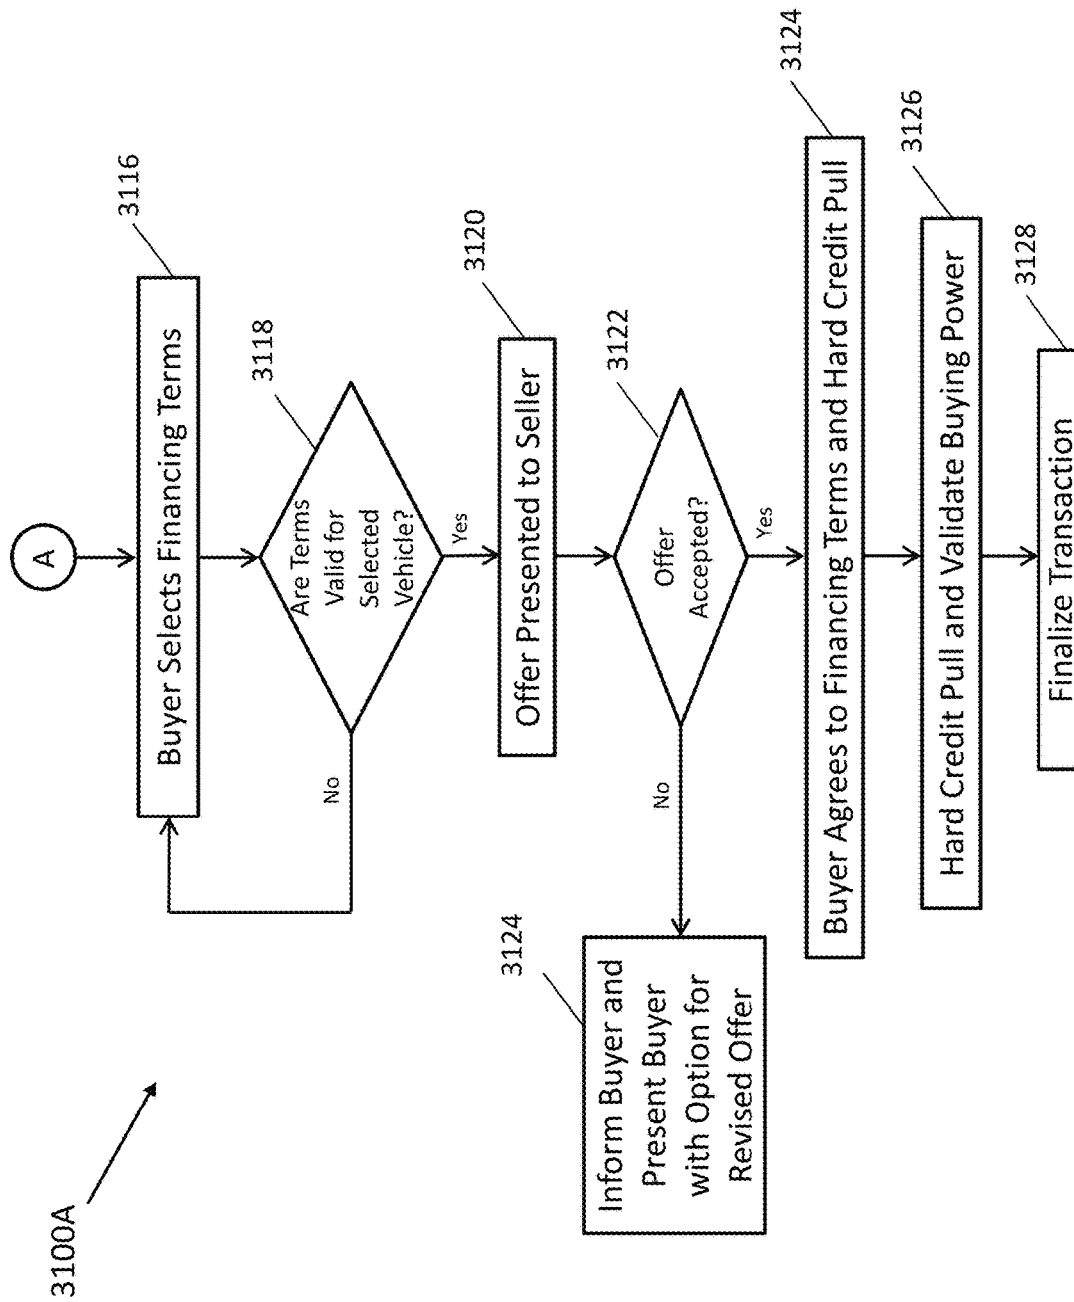 3100A
A
Buyer Selects Financing Terms
3116
Are Terms
Valid for
Selected
Vehicle?
3118
No
Yes
Offer Presented to Seller
3120
Offer
Accepted?
3122
No
Yes
Inform Buyer and
Present Buyer
with Option for
Revised Offer
3124
Buyer Agrees to Financing Terms and Hard Credit Pull
3124
Hard Credit Pull and Validate Buying Power
3126
Finalize Transaction
3128